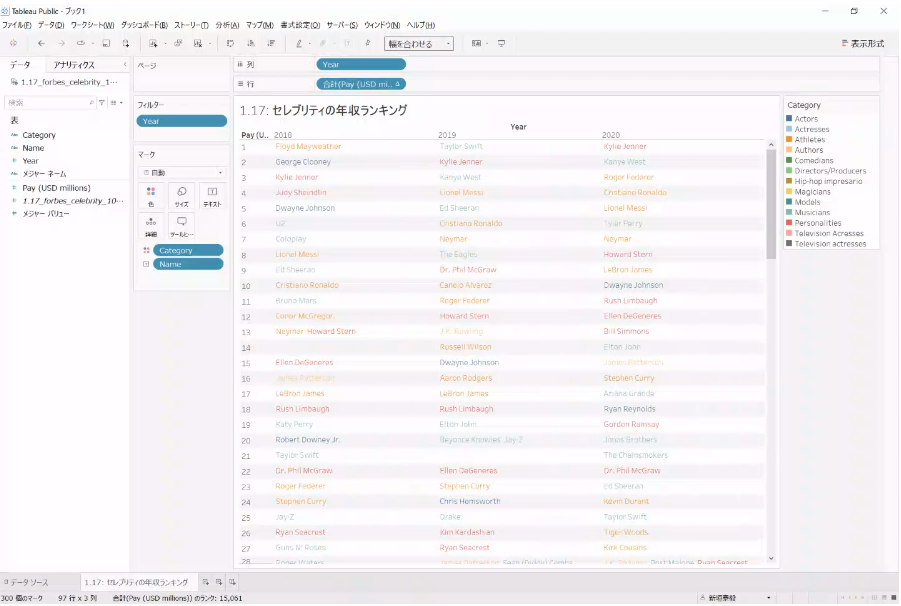 Tableau Public - ブック1
ファイル(F) データ(D) ワークシート(W) ダッシュボード(B) ストーリー(T) 分析(A) マップ(M) 書式設定(O) サーバー(S) ウィンドウ(N) ヘルプ(H)
幅を合わせる
表示形式
データ アナリティクス
1.17_forbes_celebrity_1…
検索
表
Category
Name
Year
メジャー ネーム
Pay (USD millions)
1.17_forbes_celebrity_10…
メジャー バリュー
ページ
フィルター
Year
マーク
自動
色 サイズ テキスト
詳細 ツールヒ…
Category
Name
列 Year
行 合計(Pay (USD mi.. Δ
1.17: セレブリティの年収ランキング
Year
Pay (U.. 2018 2019 2020
1 Floyd Mayweather Taylor Swift Kylie Jenner
2 George Clooney Kylie Jenner Kanye West
3 Kylie Jenner Kanye West Roger Federer
4 Judy Sheindlin Lionel Messi Cristiano Ronaldo
5 Dwayne Johnson Ed Sheeran Lionel Messi
6 U2 Cristiano Ronaldo Tyler Perry
7 Coldplay Neymar Neymar
8 Lionel Messi The Eagles Howard Stern
9 Ed Sheeran Dr. Phil McGraw LeBron James
10 Cristiano Ronaldo Canelo Alvarez Dwayne Johnson
11 Bruno Mars Roger Federer Rush Limbaugh
12 Conor McGregor Howard Stern Ellen DeGeneres
13 Neymar Howard Stern J.K. Rowling Bill Simmons
14 Russell Wilson Elton John
15 Ellen DeGeneres Dwayne Johnson James Patterson
16 James Patterson Aaron Rodgers Stephen Curry
17 LeBron James LeBron James Ariana Grande
18 Rush Limbaugh Rush Limbaugh Ryan Reynolds
19 Katy Perry Elton John Gordon Ramsay
20 Robert Downey Jr. Beyonce Knowles Jay-Z Jonas Brothers
21 Taylor Swift The Chainsmokers
22 Dr. Phil McGraw Ellen DeGeneres Dr. Phil McGraw
23 Roger Federer Stephen Curry Ed Sheeran
24 Stephen Curry Chris Hemsworth Kevin Durant
25 Jay-Z Drake Taylor Swift
26 Ryan Seacrest Kim Kardashian Tiger Woods
27 Guns N' Roses Ryan Seacrest Kirk Cousins
28 Roger Waters James Patterson Post Malone Ryan Seacrest
Category
Actors
Actresses
Athletes
Authors
Comedians
Directors/Producers
Hip-hop impresario
Magicians
Models
Musicians
Personalities
Television Acrasses
Television actresses
データ ソース 1.17: セレブリティの年収ランキング
300 個のマーク 97 行 x 3 列 合計(Pay (USD millions)) のランク: 15,061